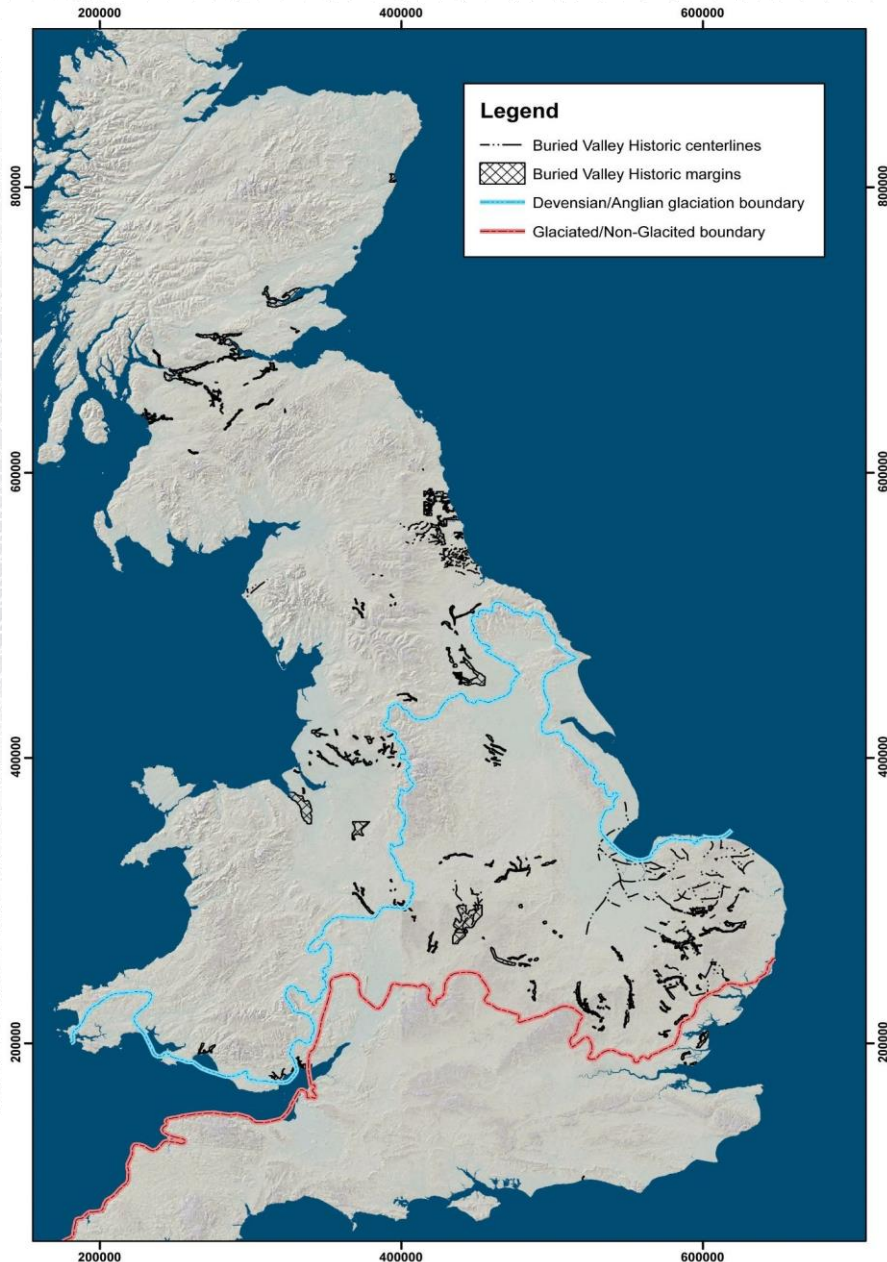 200000 400000 600000
Legend
Buried Valley Historic centerlines
Buried Valley Historic margins
Devensian/Anglian glaciation boundary
Glaciated/Non-Glacited boundary
800000
800000
600000
600000
400000
400000
200000
200000
200000 400000 600000